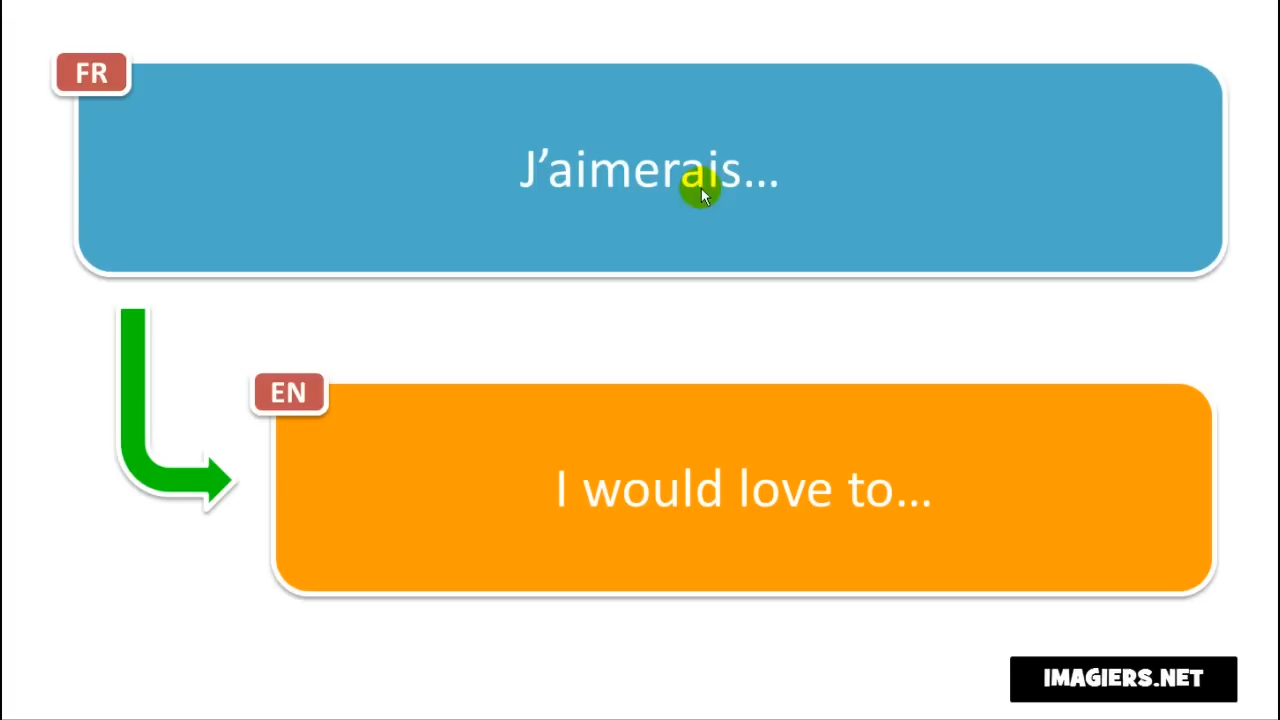 FR
J’aimerais...
EN
I would love to...
IMAGIERS.NET